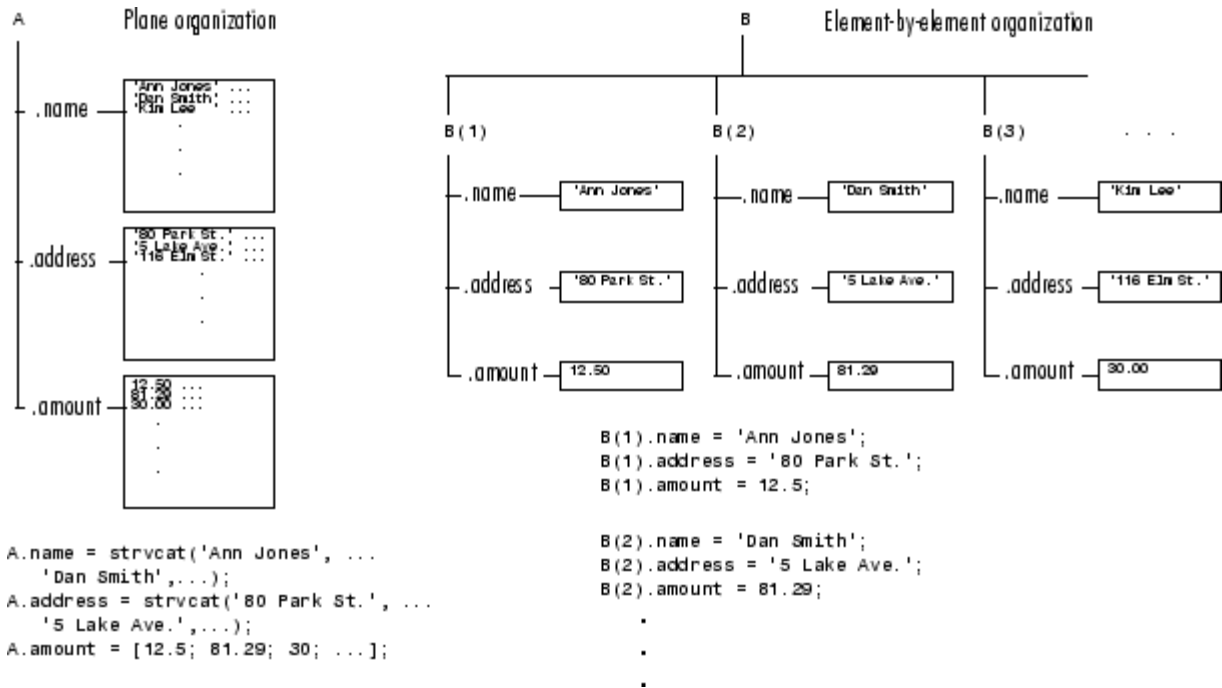 A
Plane organization
.name
'Ann Jones' ...
'Dan Smith' ...
'Kim Lee' ...
.
.
.
.address
'80 Park St.' ...
'5 Lake Ave.' ...
'116 Elm St.' ...
.
.
.
.amount
12.50 ...
81.29 ...
30.00 ...
.
.
.
A.name = strvcat('Ann Jones', ...
'Dan Smith',...);
A.address = strvcat('80 Park St.', ...
'5 Lake Ave.',...);
A.amount = [12.5; 81.29; 30; ...];
B
Element-by-element organization
B(1)
.name
'Ann Jones'
.address
'80 Park St.'
.amount
12.50
B(2)
.name
'Dan Smith'
.address
'5 Lake Ave.'
.amount
81.29
B(3)
.name
'Kim Lee'
.address
'116 Elm St.'
.amount
30.00
. . .
B(1).name = 'Ann Jones';
B(1).address = '80 Park St.';
B(1).amount = 12.5;
B(2).name = 'Dan Smith';
B(2).address = '5 Lake Ave.';
B(2).amount = 81.29;
.
.
.